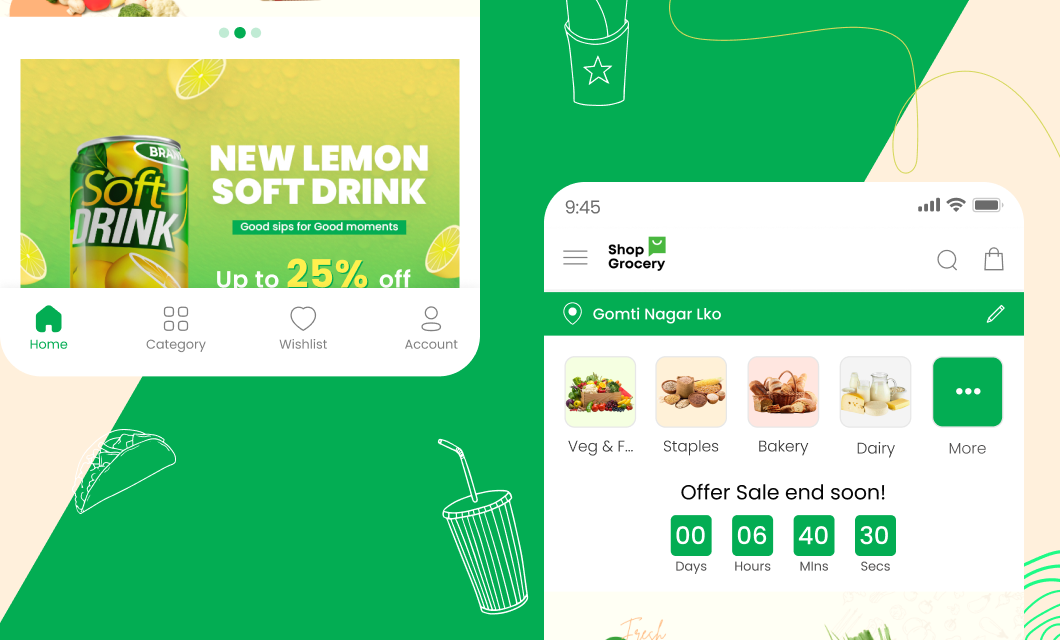 BRAND
Soft
DRINK
NEW LEMON
SOFT DRINK
Good sips for Good moments
Up to 25% off
Home
Category
Wishlist
Account
9:45
Shop
Grocery
Gomti Nagar Lko
Veg & F...
Staples
Bakery
Dairy
More
Offer Sale end soon!
00
06
40
30
Days
Hours
MIns
Secs
Fresh